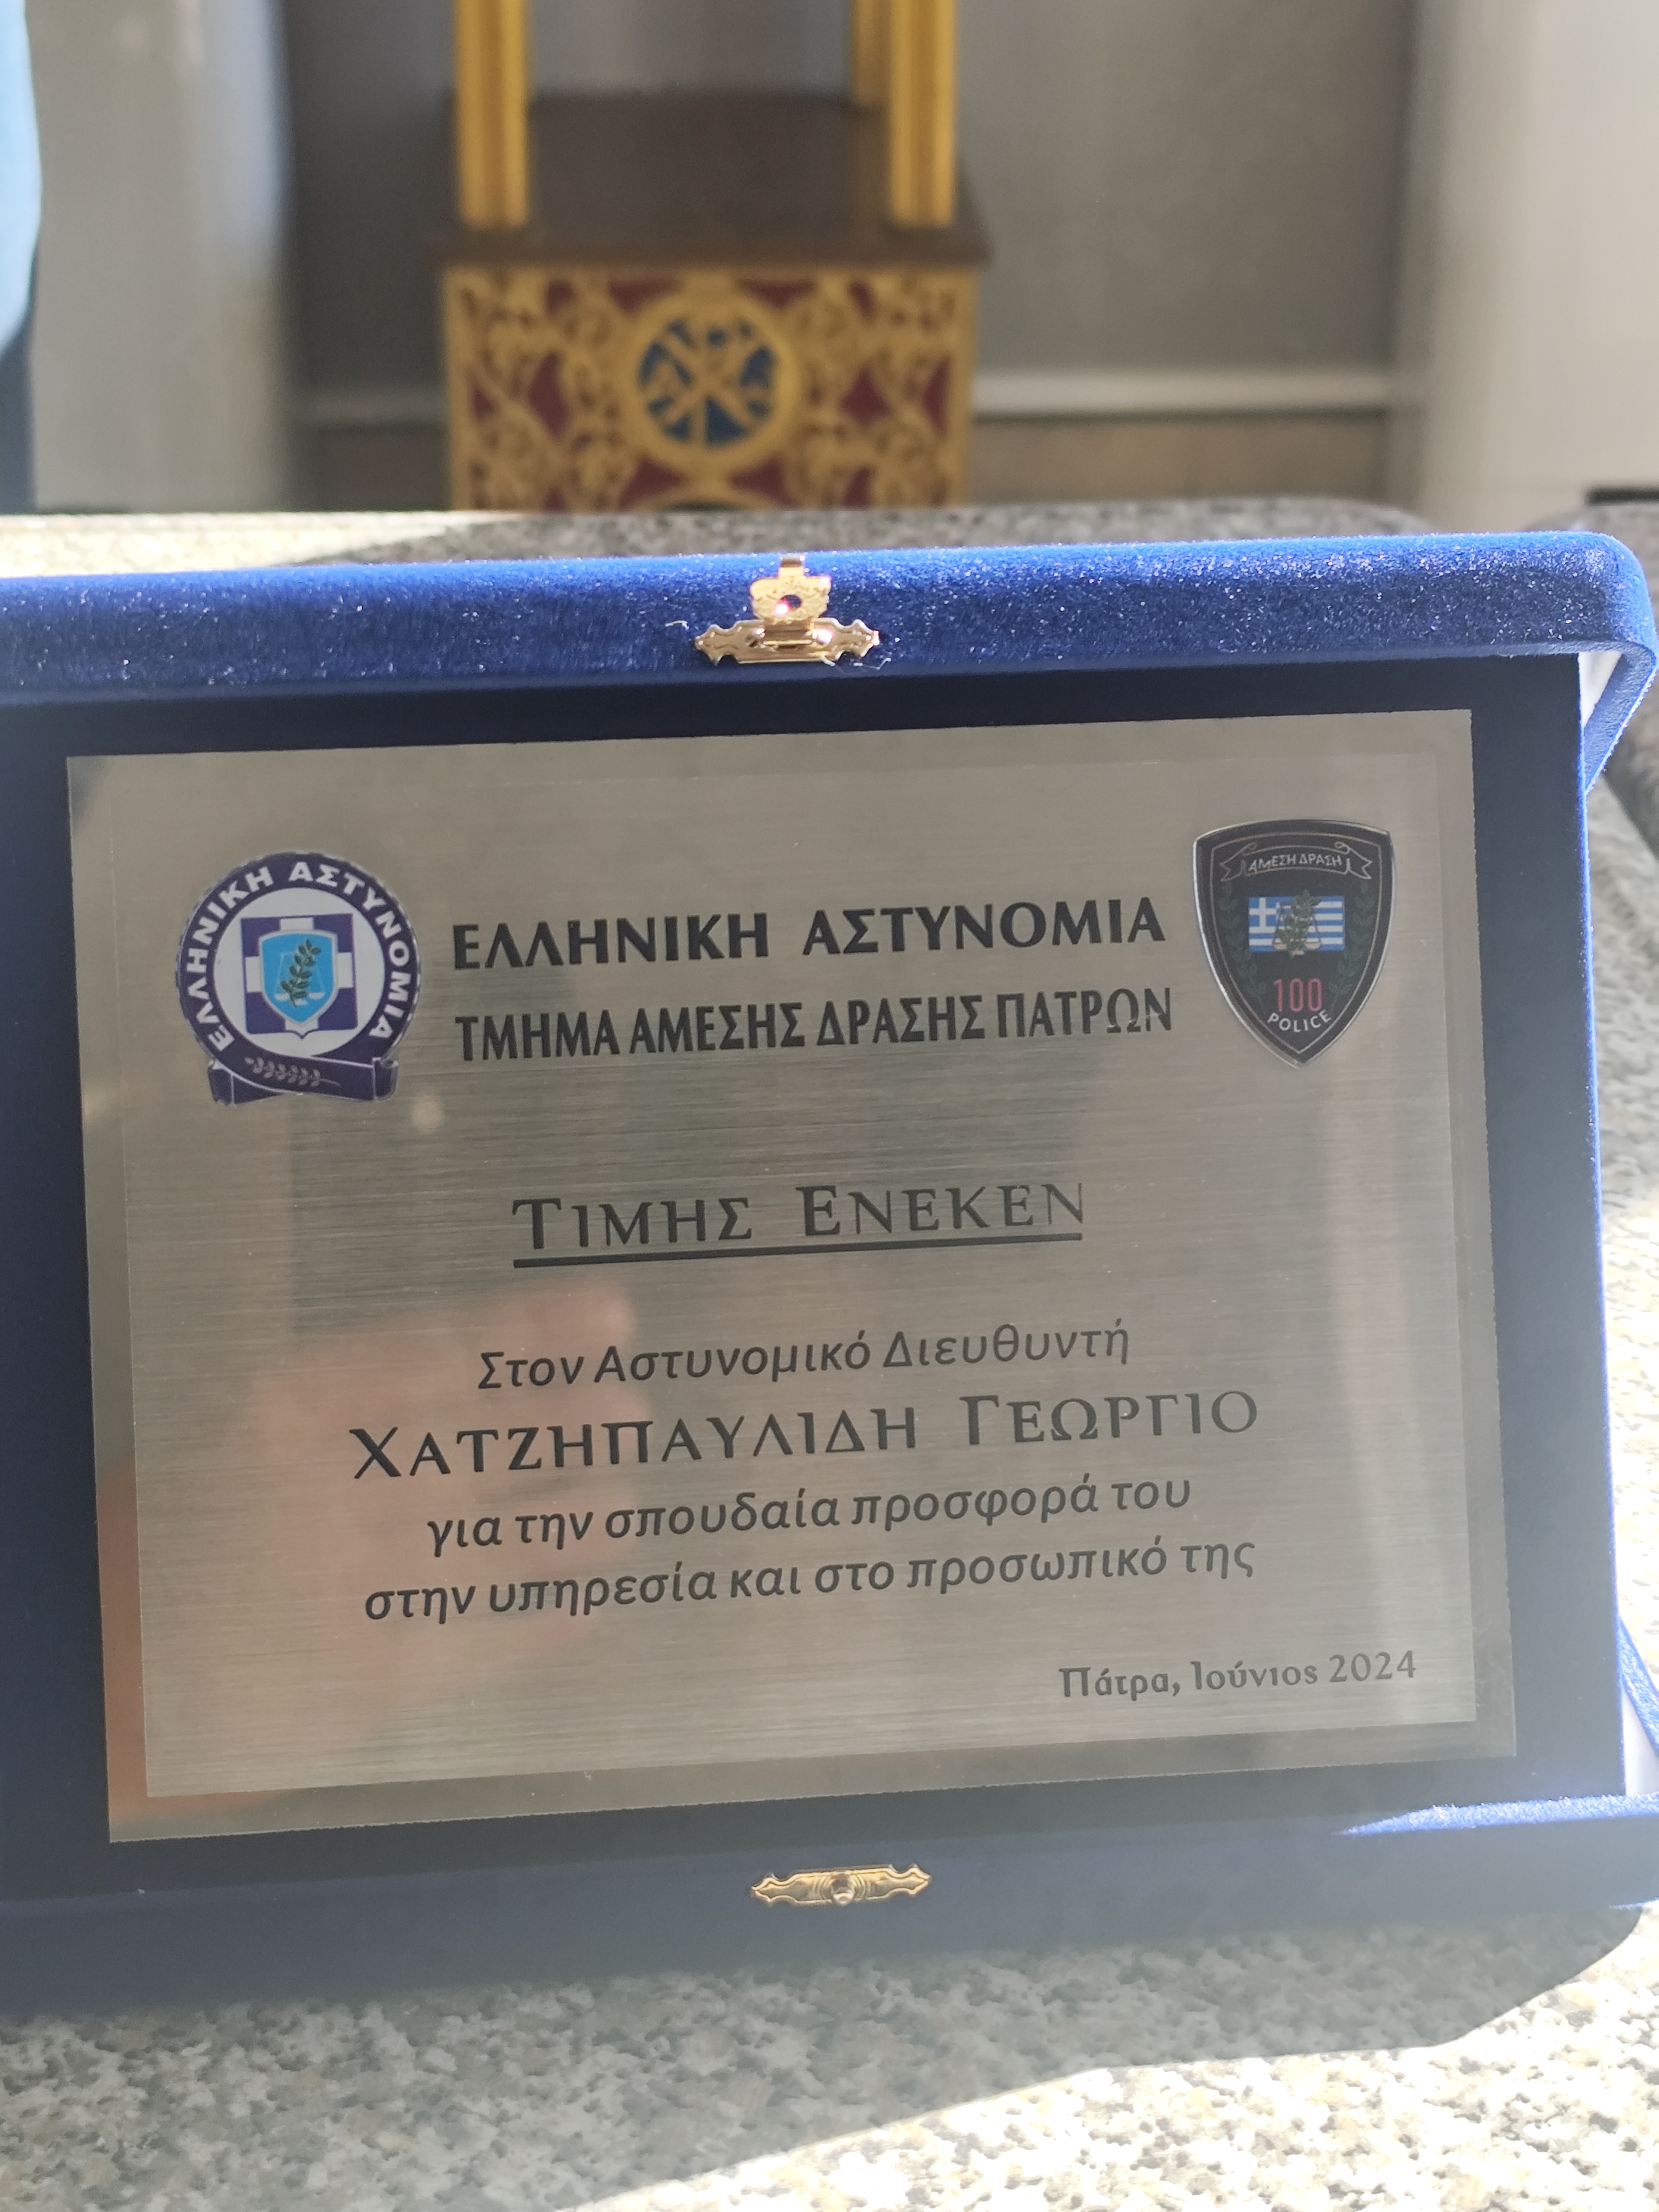 ΕΛΛΗΝΙΚΗ ΑΣΤΥΝΟΜΙΑ
ΕΛΛΗΝΙΚΗ ΑΣΤΥΝΟΜΙΑ
ΤΜΗΜΑ ΑΜΕΣΗΣ ΔΡΑΣΗΣ ΠΑΤΡΩΝ
ΑΜΕΣΗ ΔΡΑΣΗ
100
POLICE
ΤΙΜΗΣ ΕΝΕΚΕΝ
Στον Αστυνομικό Διευθυντή
ΧΑΤΖΗΠΑΥΛΙΔΗ ΓΕΩΡΓΙΟ
για την σπουδαία προσφορά του
στην υπηρεσία και στο προσωπικό της
Πάτρα, Ιούνιος 2024